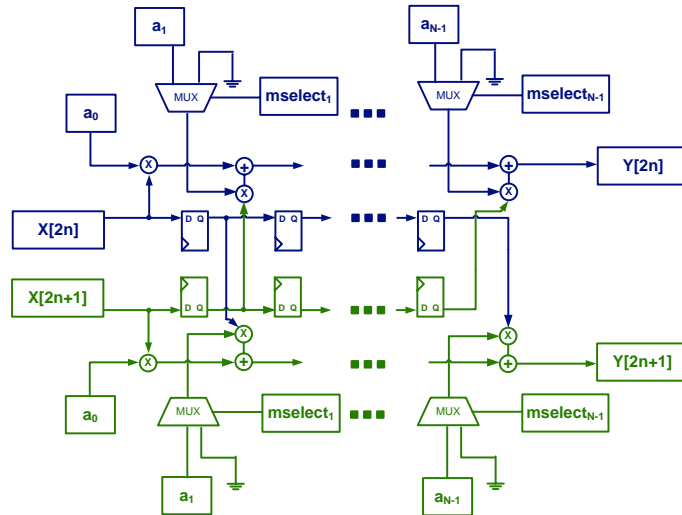 a1
aN-1
MUX
mselect1
MUX
mselectN-1
a0
X
+
+
Y[2n]
X
X
X[2n]
D Q
D Q
D Q
X[2n+1]
D Q
D Q
D Q
X
X
X
+
+
Y[2n+1]
a0
MUX
mselect1
MUX
mselectN-1
a1
aN-1